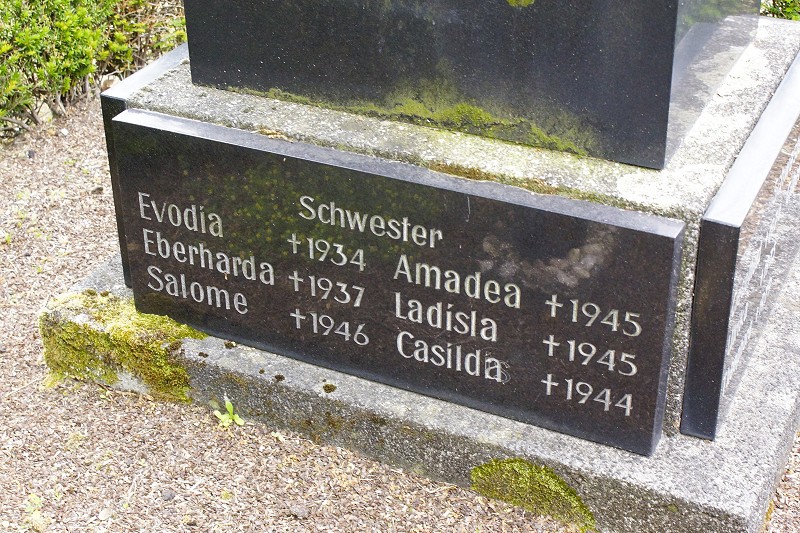 Schwester
Evodia †1934 Amadea †1945
Eberharda †1937 Ladisla †1945
Salome †1946 Casilda †1944